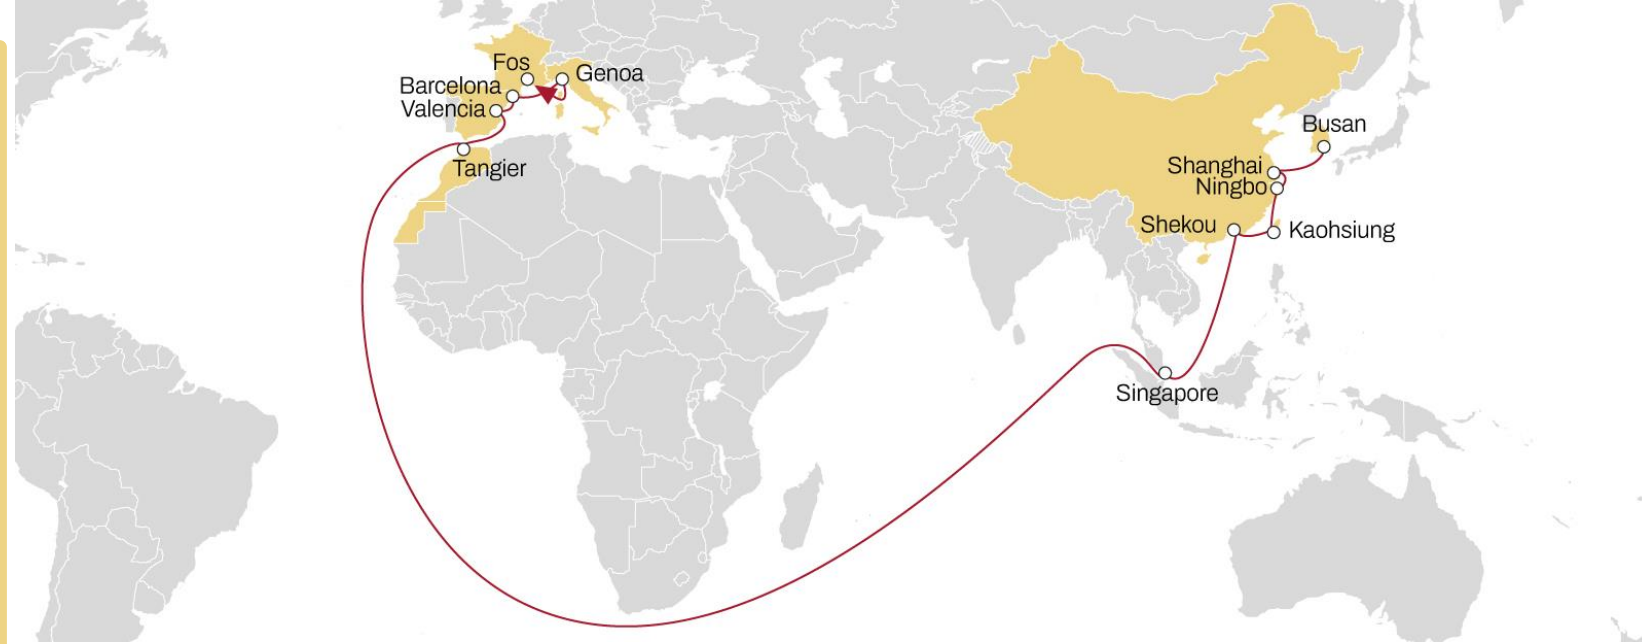 Fos
Genoa
Barcelona
Valencia
Tangier
Busan
Shanghai
Ningbo
Shekou
Kaohsiung
Singapore